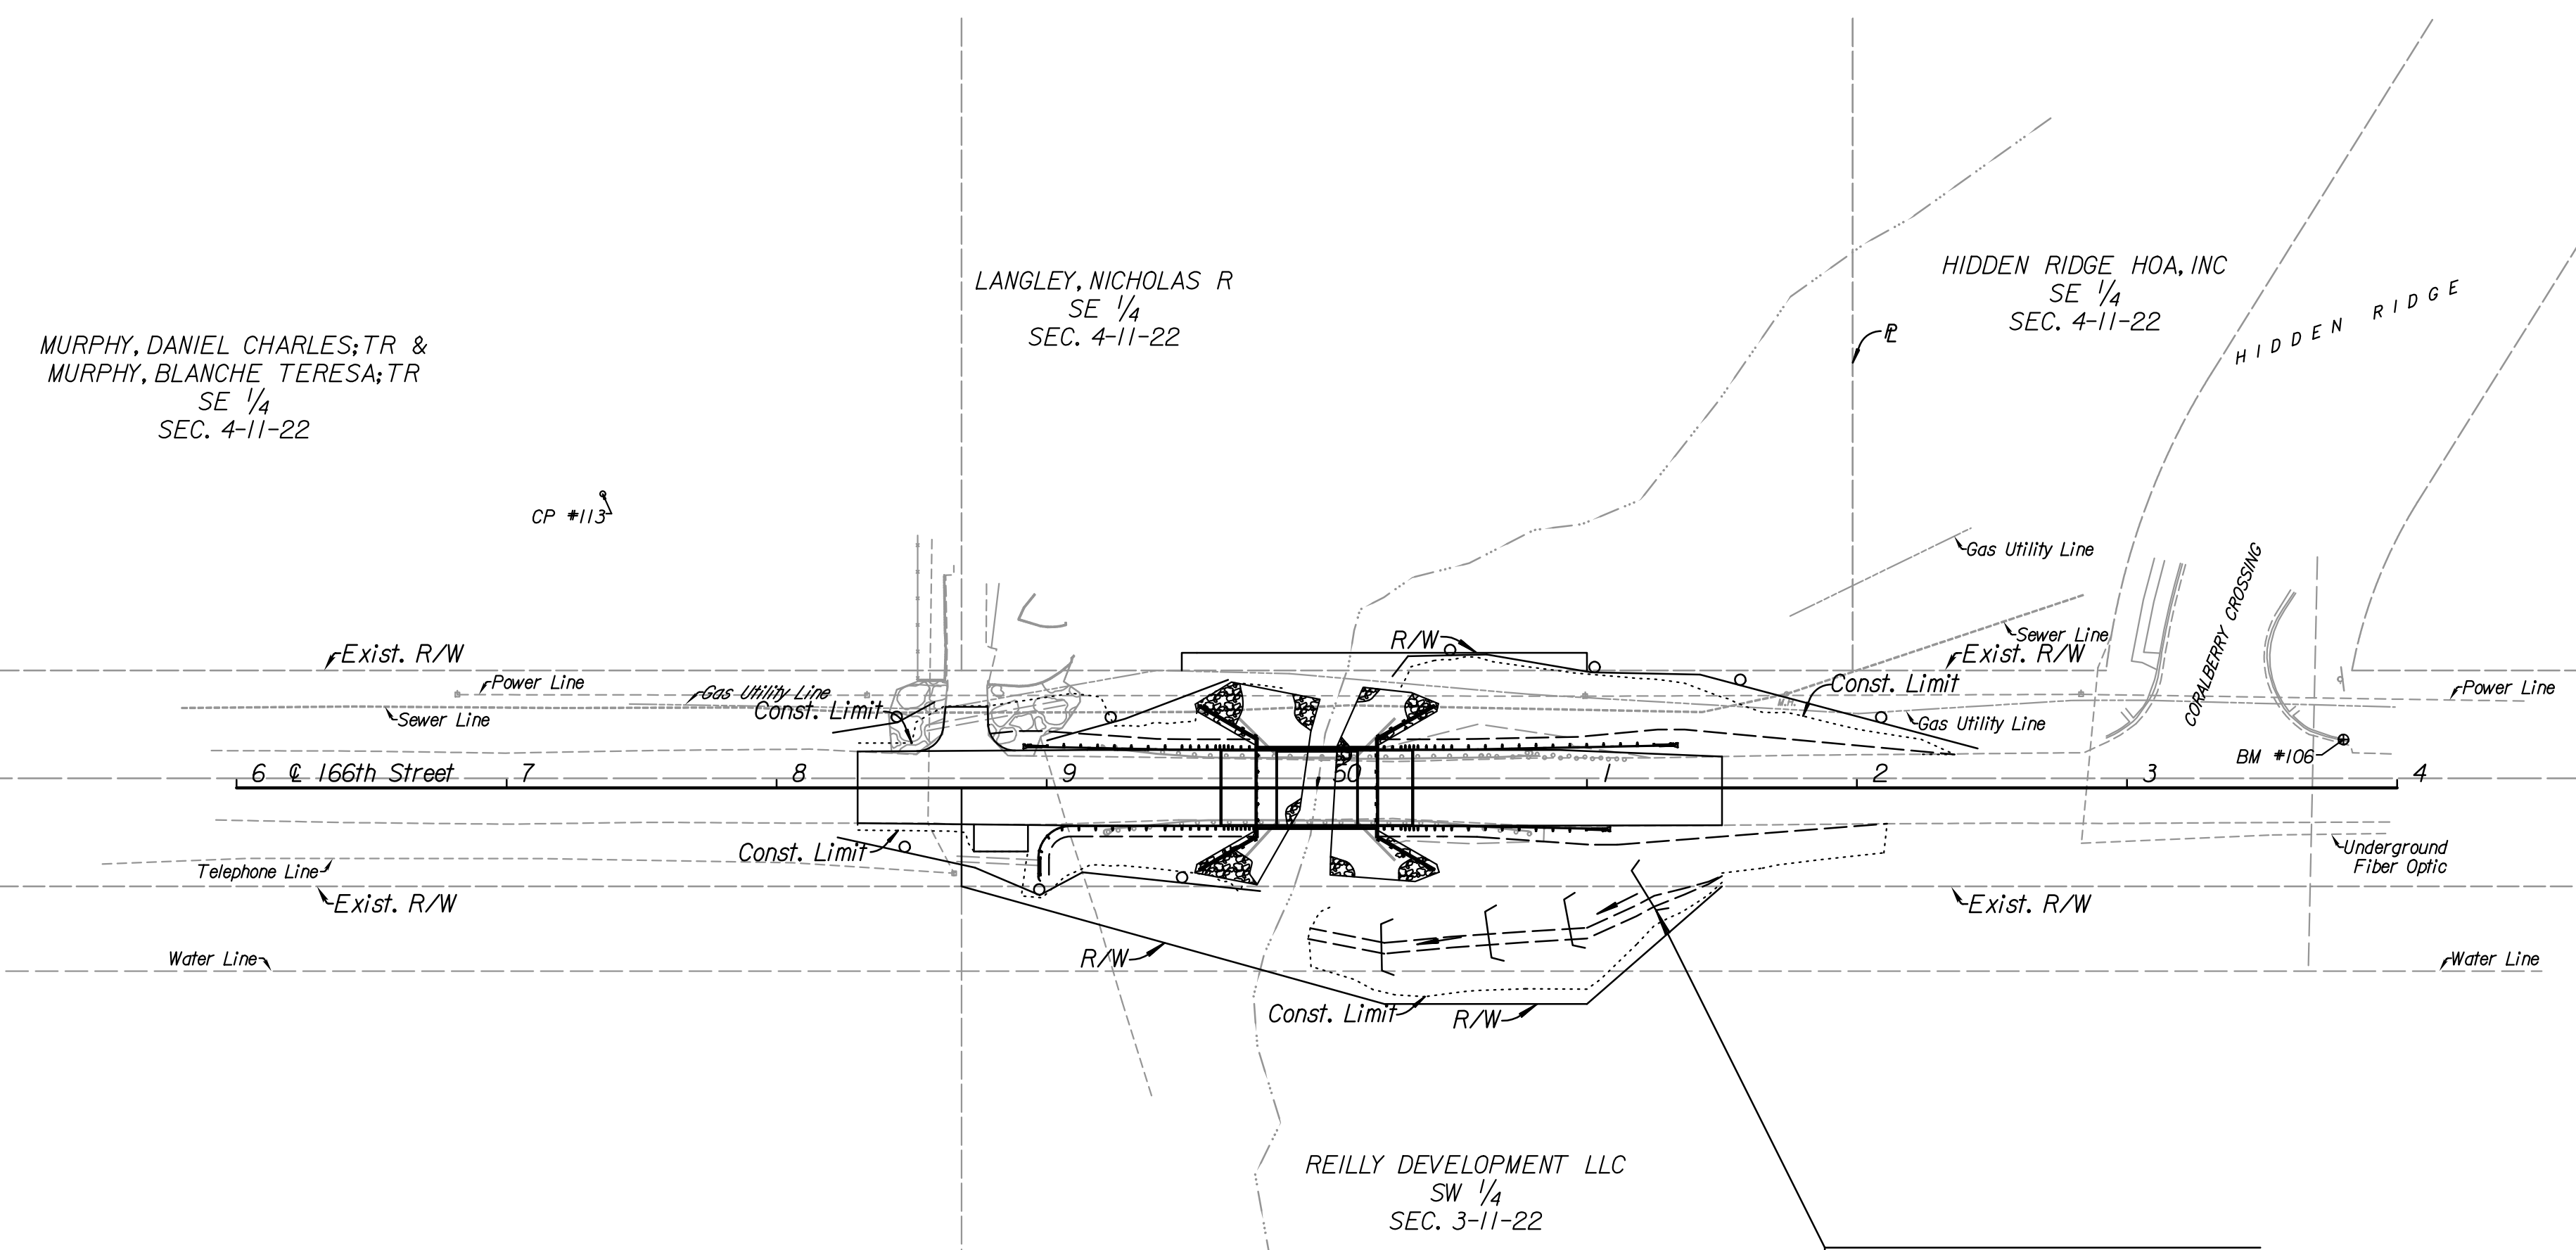 LANGLEY, NICHOLAS R
SE 1/4
SEC. 4-11-22
HIDDEN RIDGE HOA, INC
SE 1/4
SEC. 4-11-22
HIDDEN RIDGE
MURPHY, DANIEL CHARLES;TR &
MURPHY, BLANCHE TERESA;TR
SE 1/4
SEC. 4-11-22
PL
CP #113
Gas Utility Line
CORALBERRY CROSSING
Sewer Line
Exist. R/W
R/W
Exist. R/W
Power Line
Gas Utility Line
Const. Limit
Const. Limit
Power Line
Sewer Line
M.H.
Gas Utility Line
BM #106
6 CL 166th Street 7 8 9 50 1 2 3 4
Const. Limit
Underground
Fiber Optic
Telephone Line
Exist. R/W
Exist. R/W
Water Line
R/W
Water Line
Const. Limit
R/W
REILLY DEVELOPMENT LLC
SW 1/4
SEC. 3-11-22